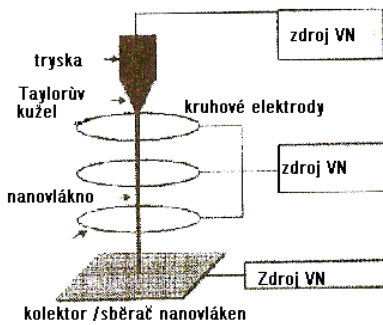 zdroj VN
tryska
Taylorův
kužel
kruhové elektrody
zdroj VN
nanovlákno
Zdroj VN
kolektor /sběrač nanovláken